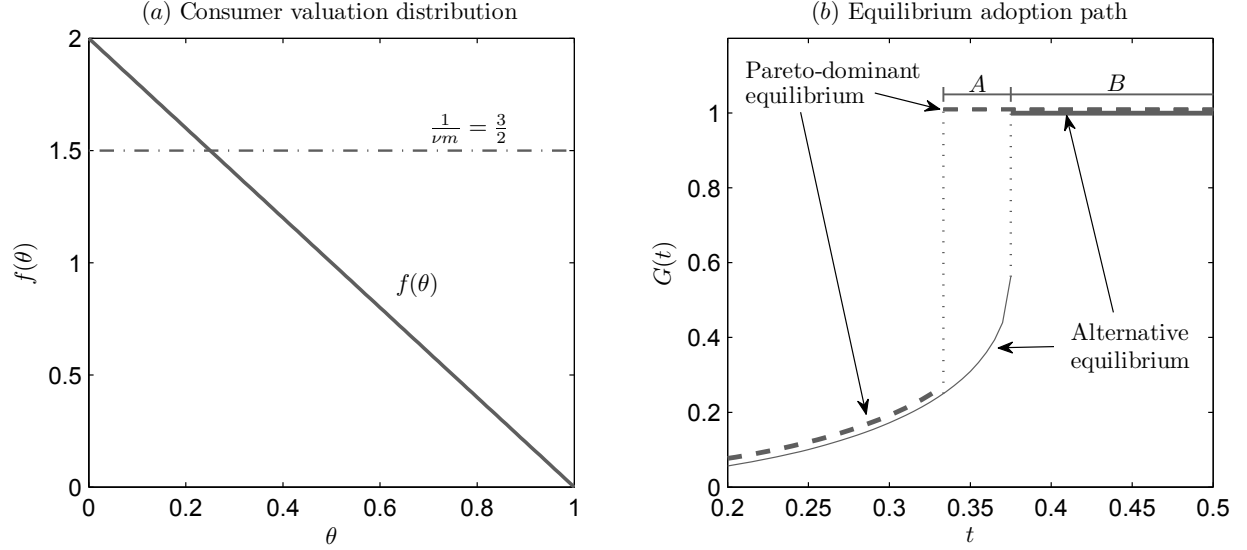 (a) Consumer valuation distribution
2
1.5
1
0.5
0
f(θ)
1/νm = 3/2
f(θ)
0 0.2 0.4 0.6 0.8 1
θ
(b) Equilibrium adoption path
1
0.8
0.6
0.4
0.2
0
G(t)
Pareto-dominant
equilibrium
A B
Alternative
equilibrium
0.2 0.25 0.3 0.35 0.4 0.45 0.5
t